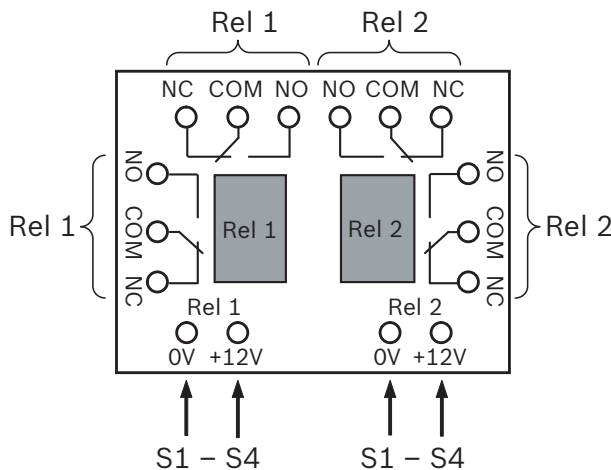 Rel 1 Rel 2
NC COM NO NO COM NC
NO NO
Rel 1 COM Rel 1 Rel 2 COM Rel 2
NC NC
Rel 1 Rel 2
0V +12V 0V +12V
S1 – S4 S1 – S4